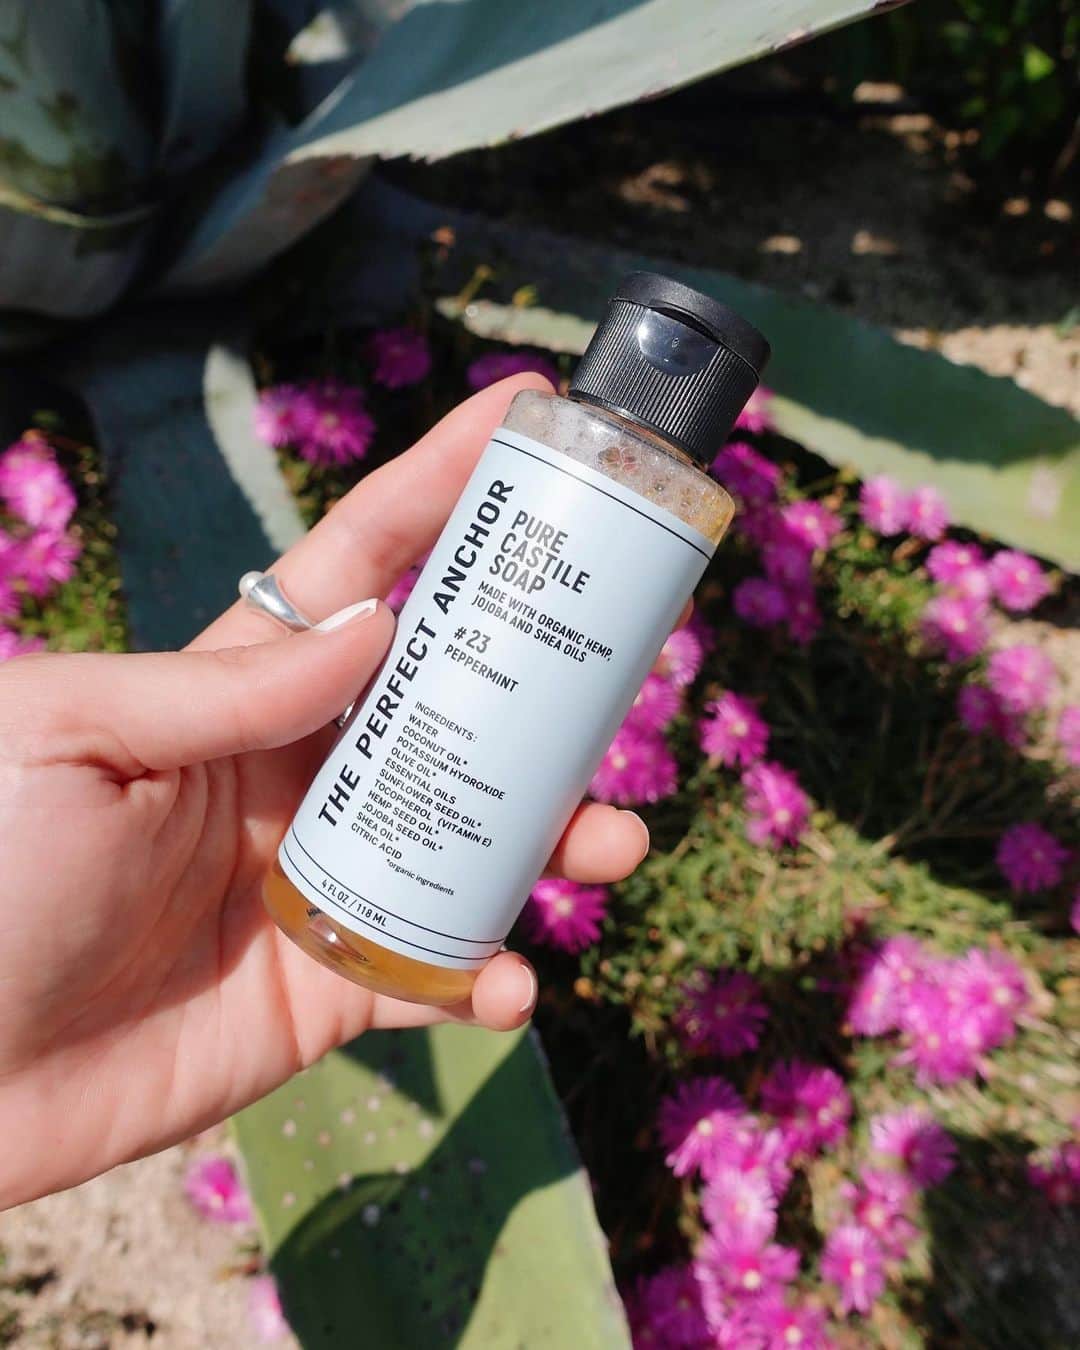 THE PERFECT ANCHOR
PURE
CASTILE
SOAP
MADE WITH ORGANIC HEMP,
JOJOBA AND SHEA OILS
#23
PEPPERMINT
INGREDIENTS:
WATER
COCONUT OIL*
POTASSIUM HYDROXIDE
OLIVE OIL*
ESSENTIAL OILS
SUNFLOWER SEED OIL*
TOCOPHEROL (VITAMIN E)
HEMP SEED OIL*
JOJOBA SEED OIL*
SHEA OIL*
CITRIC ACID
*organic ingredients
4 FL OZ / 118 ML